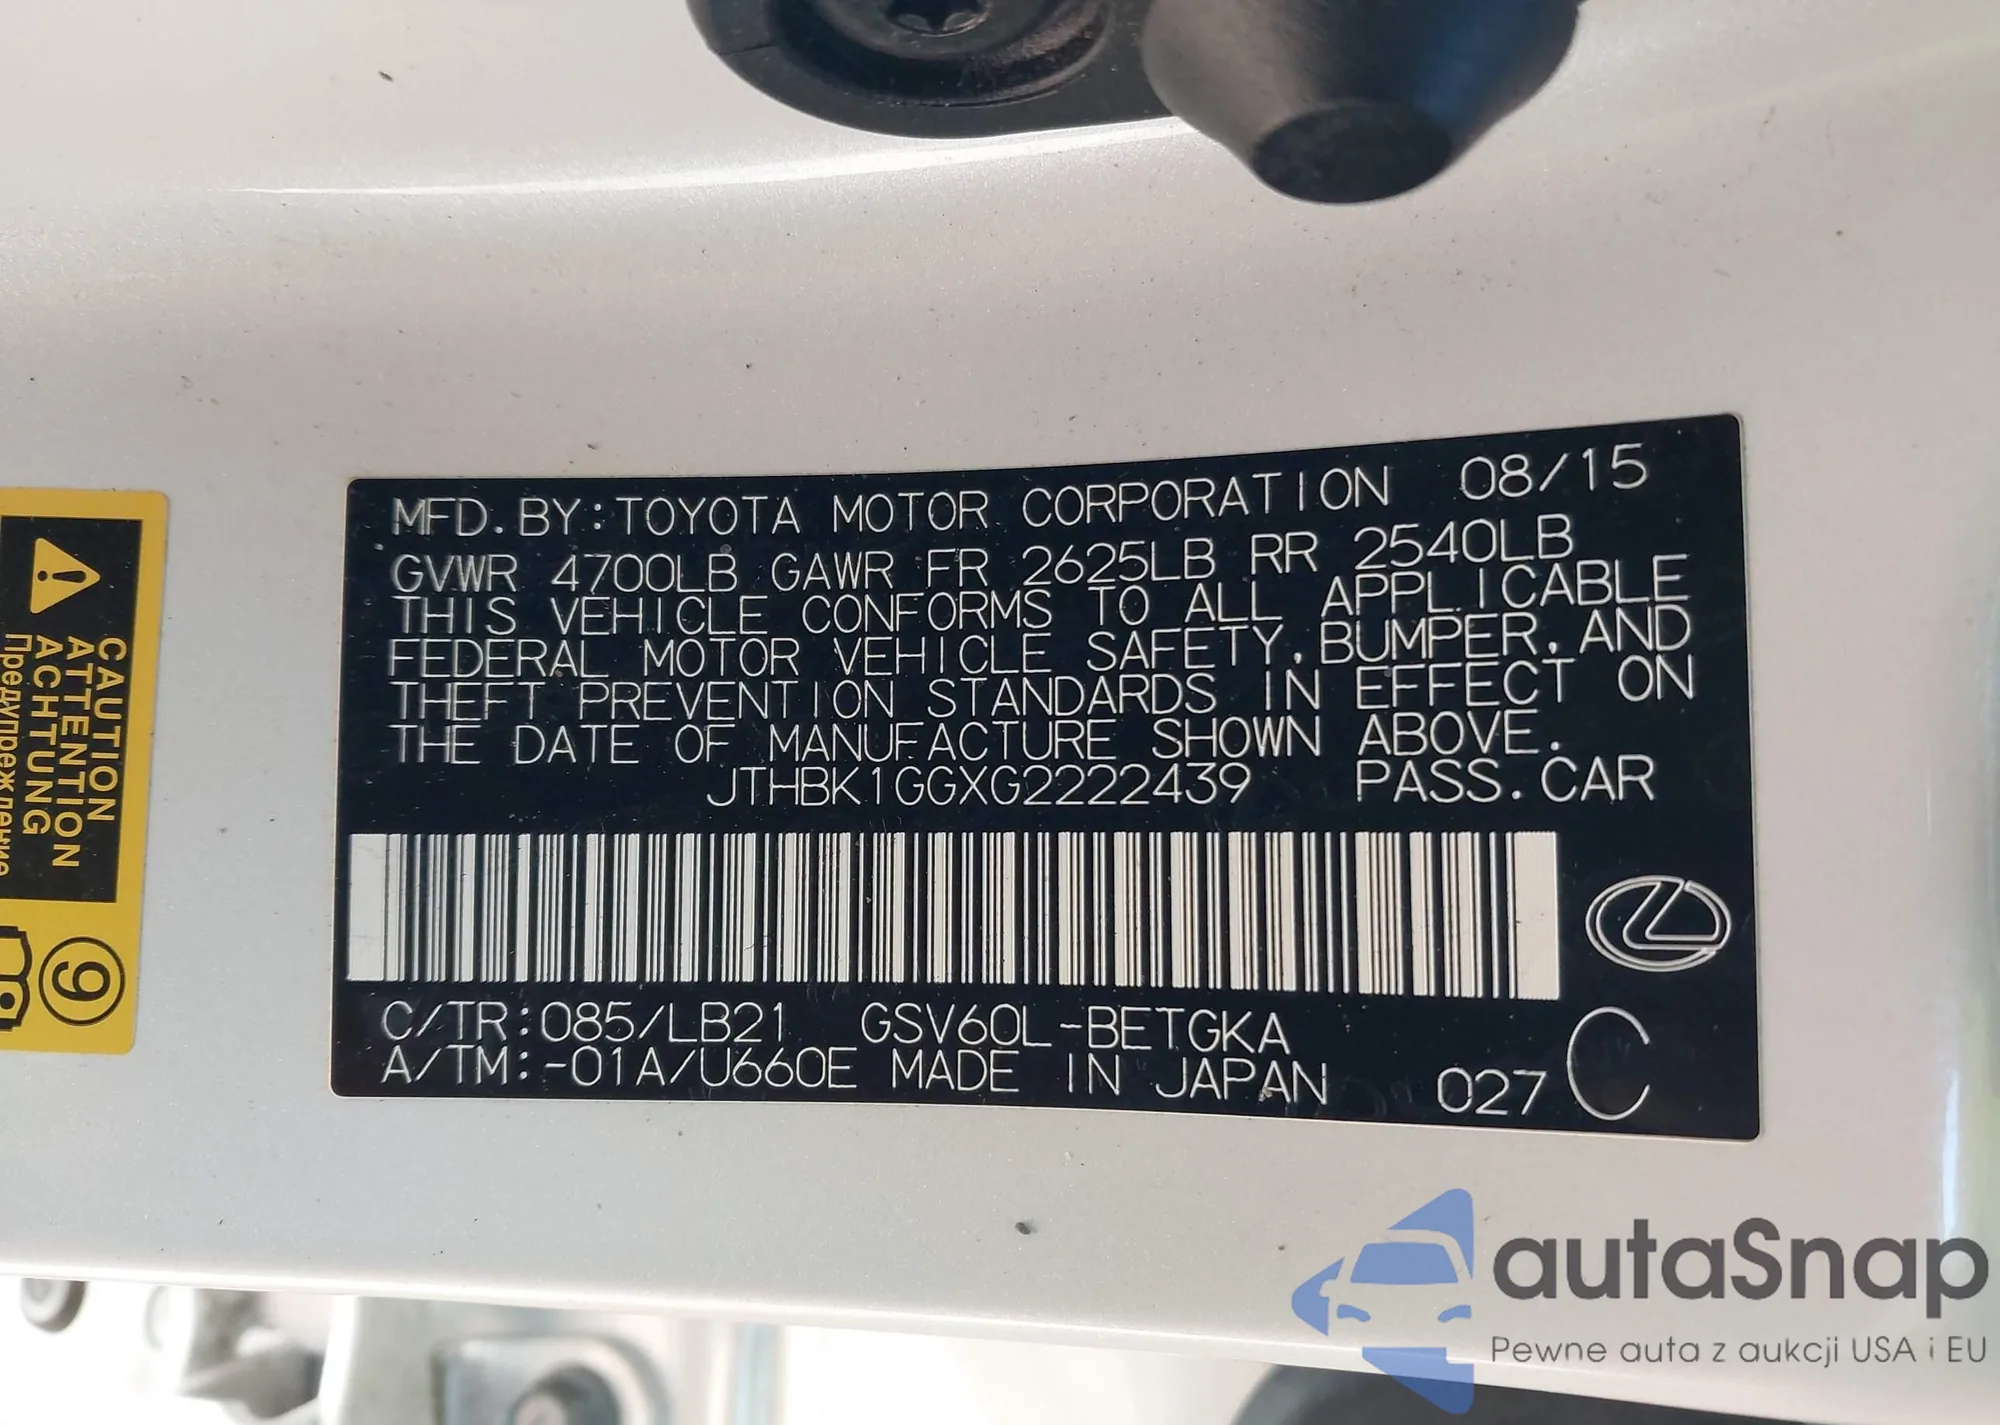 MFD. BY: TOYOTA MOTOR CORPORATION 08/15
GVWR 4700LB GAWR FR 2625LB RR 2540LB
THIS VEHICLE CONFORMS TO ALL APPLICABLE
FEDERAL MOTOR VEHICLE SAFETY, BUMPER, AND
THEFT PREVENTION STANDARDS IN EFFECT ON
THE DATE OF MANUFACTURE SHOWN ABOVE.
JTHBK1GGXG2222439 PASS. CAR
C/TR: 085/LB21 GSV60L-BETGKA
A/TM: -01A/U660E MADE IN JAPAN 027 C
CAUTION
ATTENTION
ACHTUNG
Предупреждение
9
autaSnap
Pewne auta z aukcji USA i EU